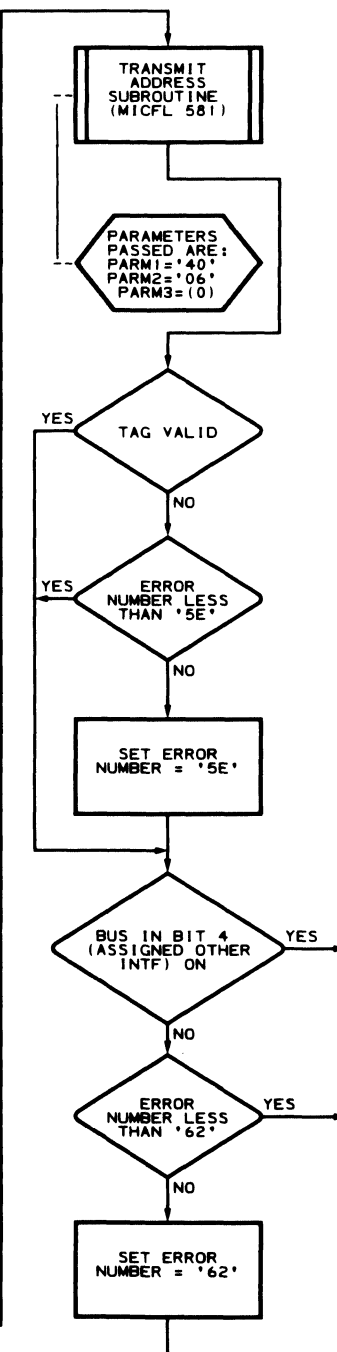 TRANSMIT
ADDRESS
SUBROUTINE
(MICFL 581)
PARAMETERS
PASSED ARE:
PARM1='40'
PARM2='06'
PARM3=(0)
YES
TAG VALID
NO
YES
ERROR
NUMBER LESS
THAN '5E'
NO
SET ERROR
NUMBER = '5E'
BUS IN BIT 4
(ASSIGNED OTHER
INTF) ON
YES
NO
ERROR
NUMBER LESS
THAN '62'
YES
NO
SET ERROR
NUMBER = '62'